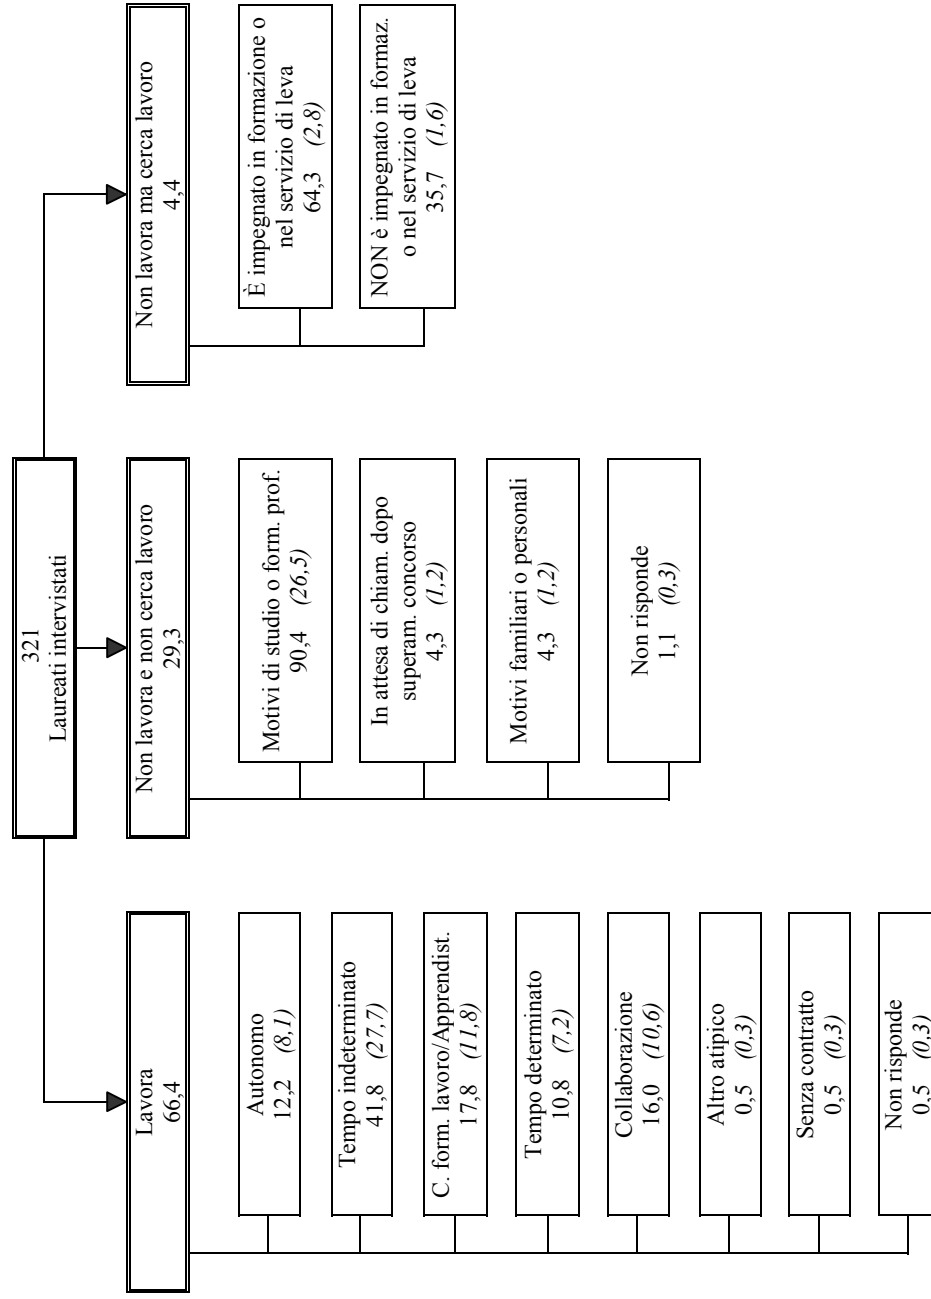 321
Laureati intervistati
Lavora
66,4
Autonomo
12,2 (8,1)
Tempo indeterminato
41,8 (27,7)
C. form. lavoro/Apprendist.
17,8 (11,8)
Tempo determinato
10,8 (7,2)
Collaborazione
16,0 (10,6)
Altro atipico
0,5 (0,3)
Senza contratto
0,5 (0,3)
Non risponde
0,5 (0,3)
Non lavora e non cerca lavoro
29,3
Motivi di studio o form. prof.
90,4 (26,5)
In attesa di chiam. dopo
superam. concorso
4,3 (1,2)
Motivi familiari o personali
4,3 (1,2)
Non risponde
1,1 (0,3)
Non lavora ma cerca lavoro
4,4
È impegnato in formazione o
nel servizio di leva
64,3 (2,8)
NON è impegnato in formaz.
o nel servizio di leva
35,7 (1,6)